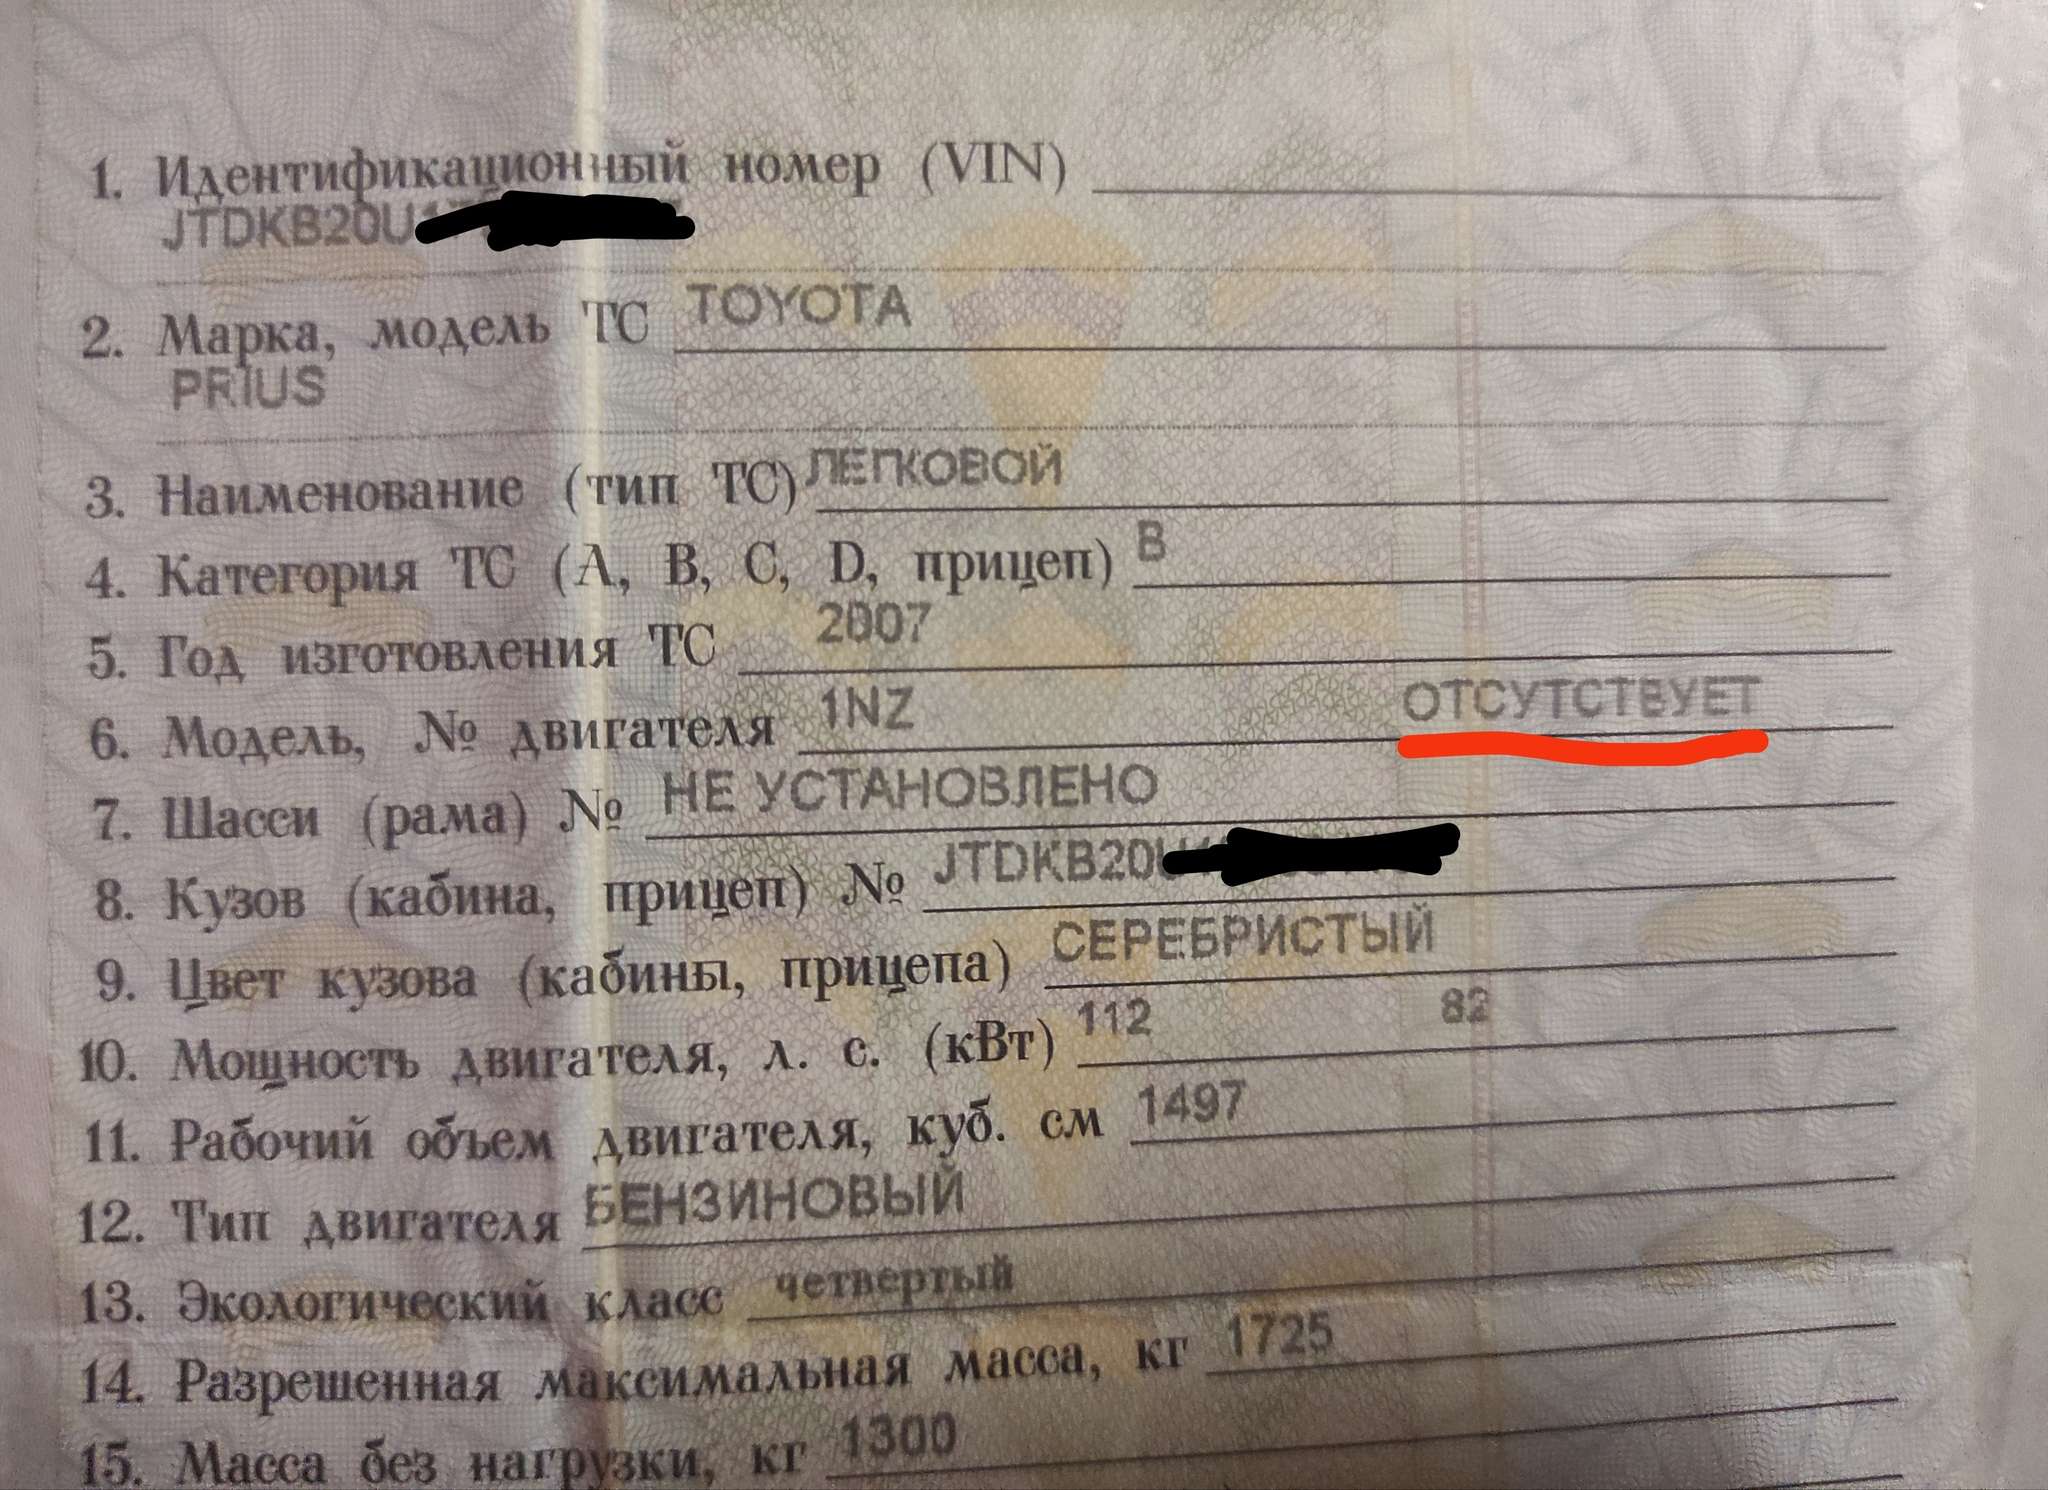 1. Идентификационный номер (VIN)
JTDKB20U
2. Марка, модель ТС TOYOTA
PRIUS
3. Наименование (тип ТС) ЛЕГКОВОЙ
4. Категория ТС (A, B, C, D, прицеп) B
5. Год изготовления ТС 2007
6. Модель, № двигателя 1NZ ОТСУТСТВУЕТ
7. Шасси (рама) № НЕ УСТАНОВЛЕНО
8. Кузов (кабина, прицеп) № JTDKB20U
9. Цвет кузова (кабины, прицепа) СЕРЕБРИСТЫЙ
10. Мощность двигателя, л. с. (кВт) 112 82
11. Рабочий объем двигателя, куб. см 1497
12. Тип двигателя БЕНЗИНОВЫЙ
13. Экологический класс четвертый
14. Разрешенная максимальная масса, кг 1725
15. Масса без нагрузки, кг 1300